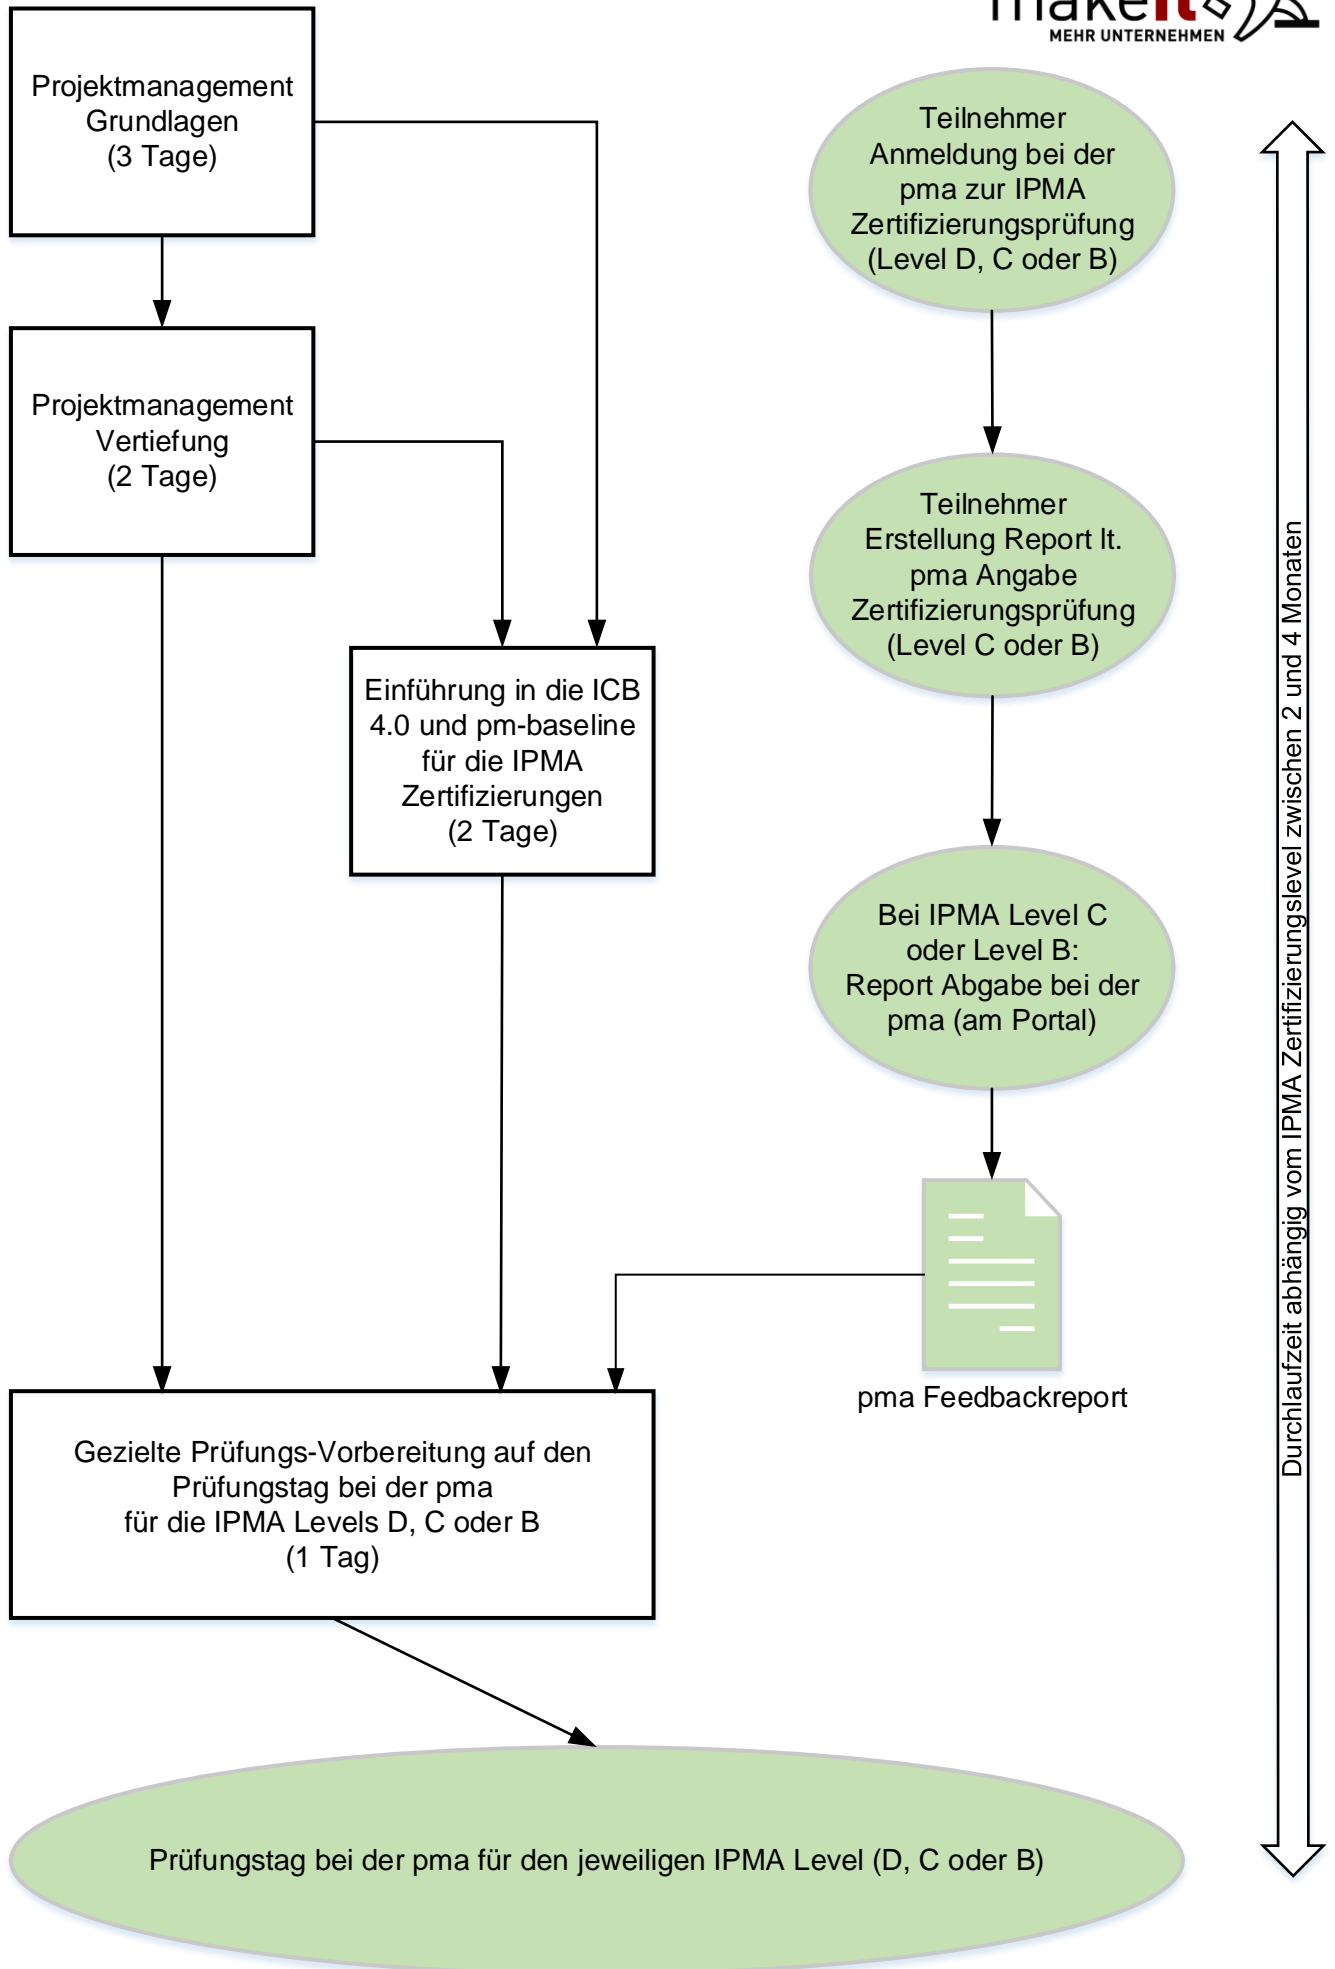 makeit
MEHR UNTERNEHMEN
Projektmanagement
Grundlagen
(3 Tage)
Teilnehmer
Anmeldung bei der
pma zur IPMA
Zertifizierungsprüfung
(Level D, C oder B)
Projektmanagement
Vertiefung
(2 Tage)
Teilnehmer
Erstellung Report lt.
pma Angabe
Zertifizierungsprüfung
(Level C oder B)
Einführung in die ICB
4.0 und pm-baseline
für die IPMA
Zertifizierungen
(2 Tage)
Bei IPMA Level C
oder Level B:
Report Abgabe bei der
pma (am Portal)
pma Feedbackreport
Gezielte Prüfungs-Vorbereitung auf den
Prüfungstag bei der pma
für die IPMA Levels D, C oder B
(1 Tag)
Prüfungstag bei der pma für den jeweiligen IPMA Level (D, C oder B)
Durchlaufzeit abhängig vom IPMA Zertifizierungslevel zwischen 2 und 4 Monaten